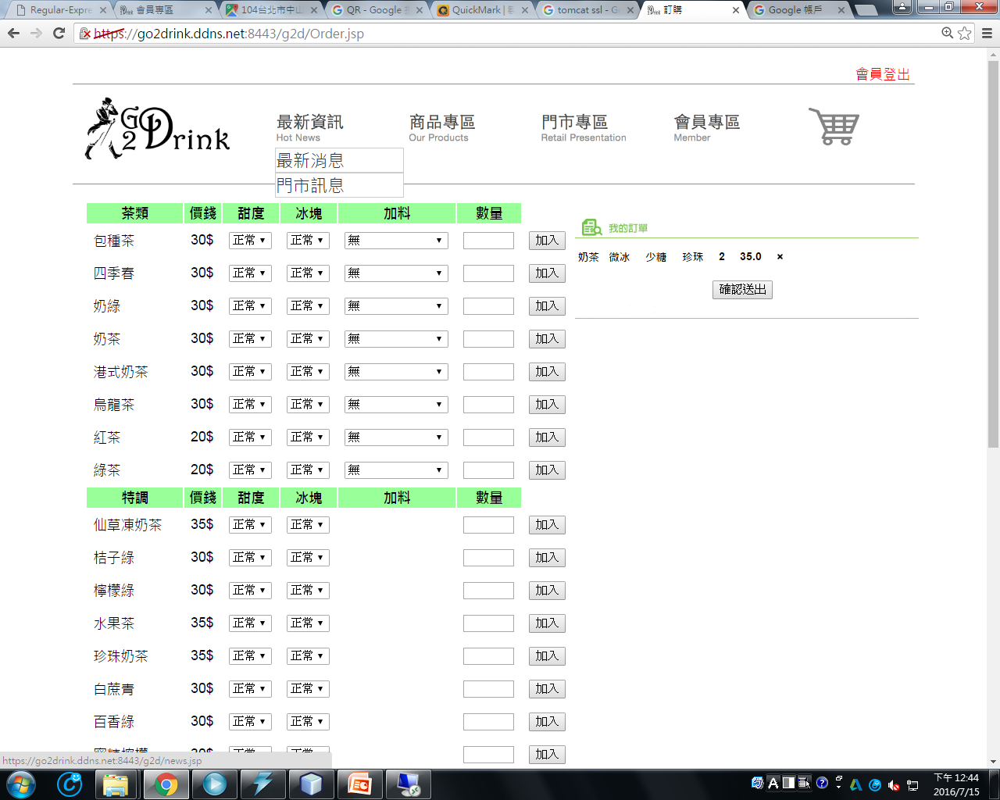 Regular-Expre
會員專區
104台北市中山
QR - Google 
QuickMark | 
tomcat ssl - Go
訂購
Google 帳戶
https://go2drink.ddns.net:8443/g2d/Order.jsp
會員登出
G2Drink
最新資訊 商品專區 門市專區 會員專區
Hot News Our Products Retail Presentation Member
最新消息
門市訊息
茶類 價錢 甜度 冰塊 加料 數量
我的訂單
包種茶 30$ 正常 正常 無 加入
奶茶 微冰 少糖 珍珠 2 35.0 ×
四季春 30$ 正常 正常 無 加入
確認送出
奶綠 30$ 正常 正常 無 加入
奶茶 30$ 正常 正常 無 加入
港式奶茶 30$ 正常 正常 無 加入
烏龍茶 30$ 正常 正常 無 加入
紅茶 20$ 正常 正常 無 加入
綠茶 20$ 正常 正常 無 加入
特調 價錢 甜度 冰塊 加料 數量
仙草凍奶茶 35$ 正常 正常 加入
桔子綠 30$ 正常 正常 加入
檸檬綠 30$ 正常 正常 加入
水果茶 35$ 正常 正常 加入
珍珠奶茶 35$ 正常 正常 加入
白蔗青 30$ 正常 正常 加入
百香綠 30$ 正常 正常 加入
加入
https://go2drink.ddns.net:8443/g2d/news.jsp
下午 12:44
2016/7/15